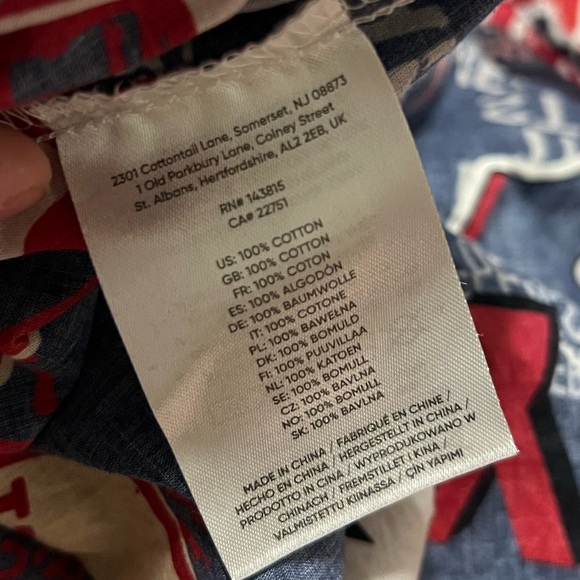 2301 Cottontail Lane, Somerset, NJ 08873
1 Old Parkbury Lane, Colney Street
St. Albans, Hertfordshire, AL2 2EB, UK
RN# 143815
CA# 22751
US: 100% COTTON
GB: 100% COTTON
FR: 100% COTON
ES: 100% ALGODÓN
DE: 100% BAUMWOLLE
IT: 100% COTONE
PL: 100% BAWEŁNA
DK: 100% BOMULD
FI: 100% PUUVILLAA
NL: 100% KATOEN
SE: 100% BOMULL
CZ: 100% BAVLNA
NO: 100% BOMULL
SK: 100% BAVLNA
MADE IN CHINA / FABRIQUÉ EN CHINE /
HECHO EN CHINA / HERGESTELLT IN CHINA /
PRODOTTO IN CINA / WYPRODUKOWANO W
CHINACH / FREMSTILLET I KINA /
VALMISTETTU KIINASSA / ÇIN YAPIMI